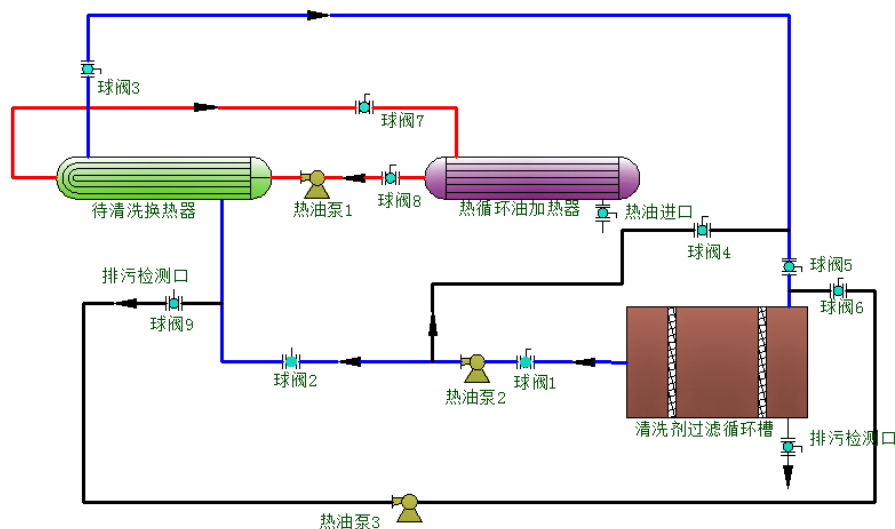 球阀3
球阀7
待清洗换热器
热油泵1
球阀8
热循环油加热器
热油进口
球阀4
球阀5
球阀6
排污检测口
球阀9
球阀2
热油泵2
球阀1
清洗剂过滤循环槽
排污检测口
热油泵3